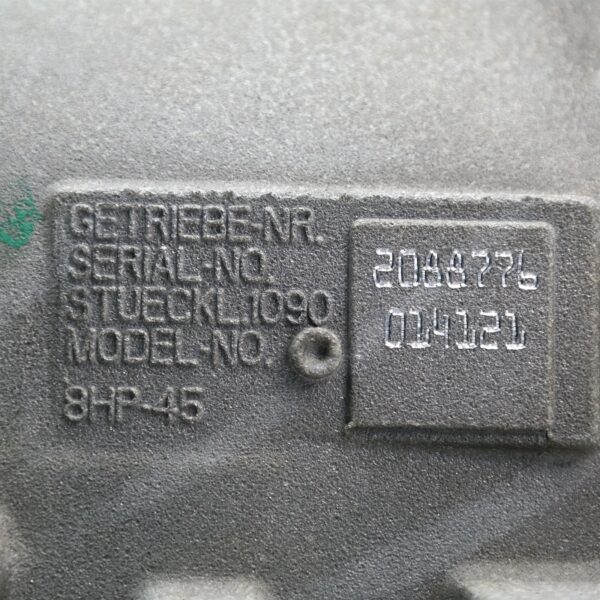 GETRIEBE-NR.
SERIAL-NO. 2088776
STUECKL.1090
MODEL-NO. 014121
8HP-45